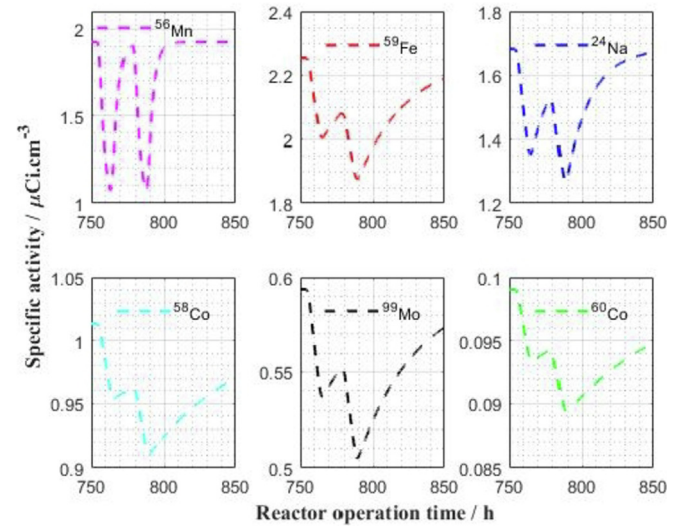 Specific activity / μCi.cm⁻³
2
1.5
1
750 800 850
⁵⁶Mn
2.4
2.2
2
1.8
750 800 850
⁵⁹Fe
1.8
1.6
1.4
1.2
750 800 850
²⁴Na
1.05
1
0.95
0.9
750 800 850
⁵⁸Co
0.6
0.55
0.5
750 800 850
⁹⁹Mo
0.1
0.095
0.09
0.085
750 800 850
⁶⁰Co
Reactor operation time / h